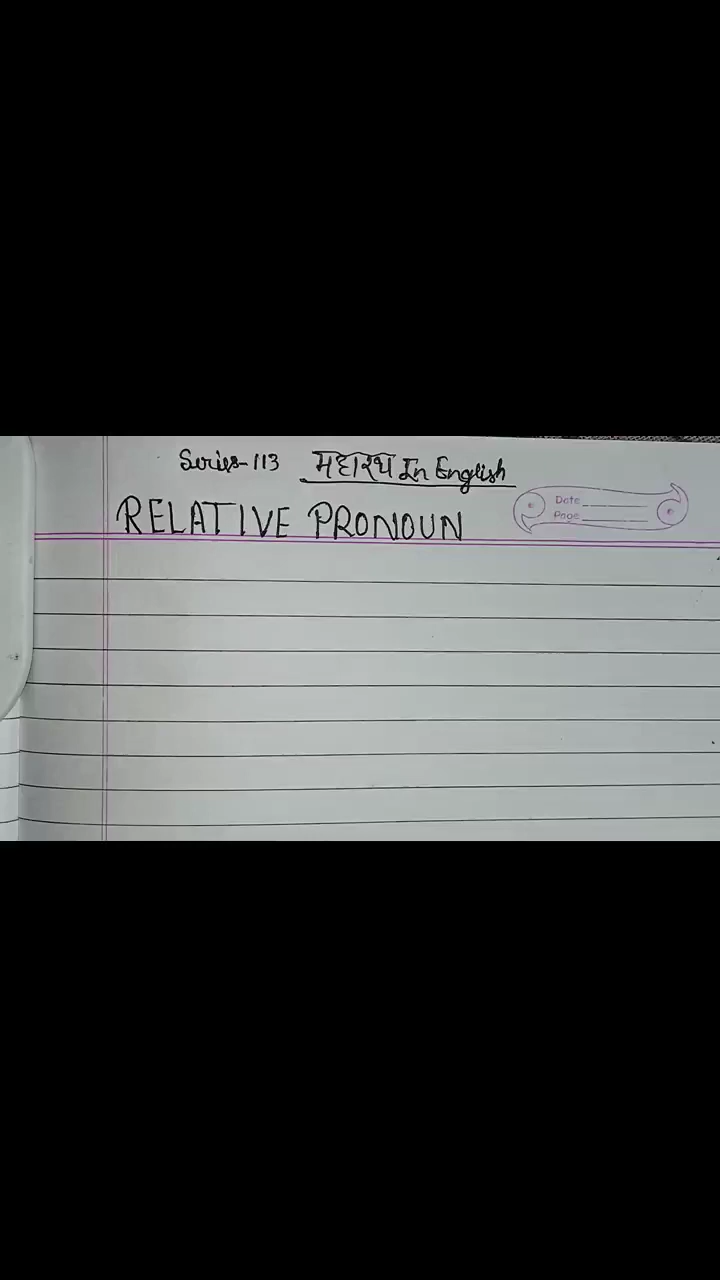 Series-113 महारथ In English
RELATIVE PRONOUN
Date
Page